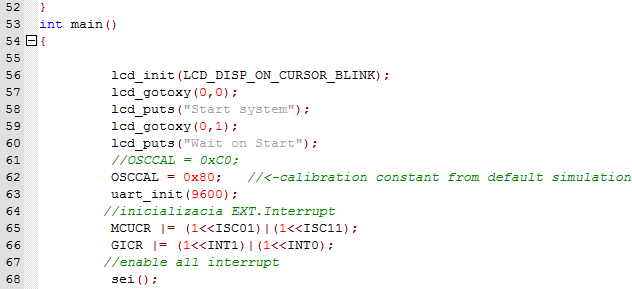 52 }
53 int main()
54 {
55
56 lcd_init(LCD_DISP_ON_CURSOR_BLINK);
57 lcd_gotoxy(0,0);
58 lcd_puts("Start system");
59 lcd_gotoxy(0,1);
60 lcd_puts("Wait on Start");
61 //OSCCAL = 0xC0;
62 OSCCAL = 0x80; //<-calibration constant from default simulation
63 uart_init(9600);
64 //inicializacia EXT.Interrupt
65 MCUCR |= (1<<ISC01)|(1<<ISC11);
66 GICR |= (1<<INT1)|(1<<INT0);
67 //enable all interrupt
68 sei();